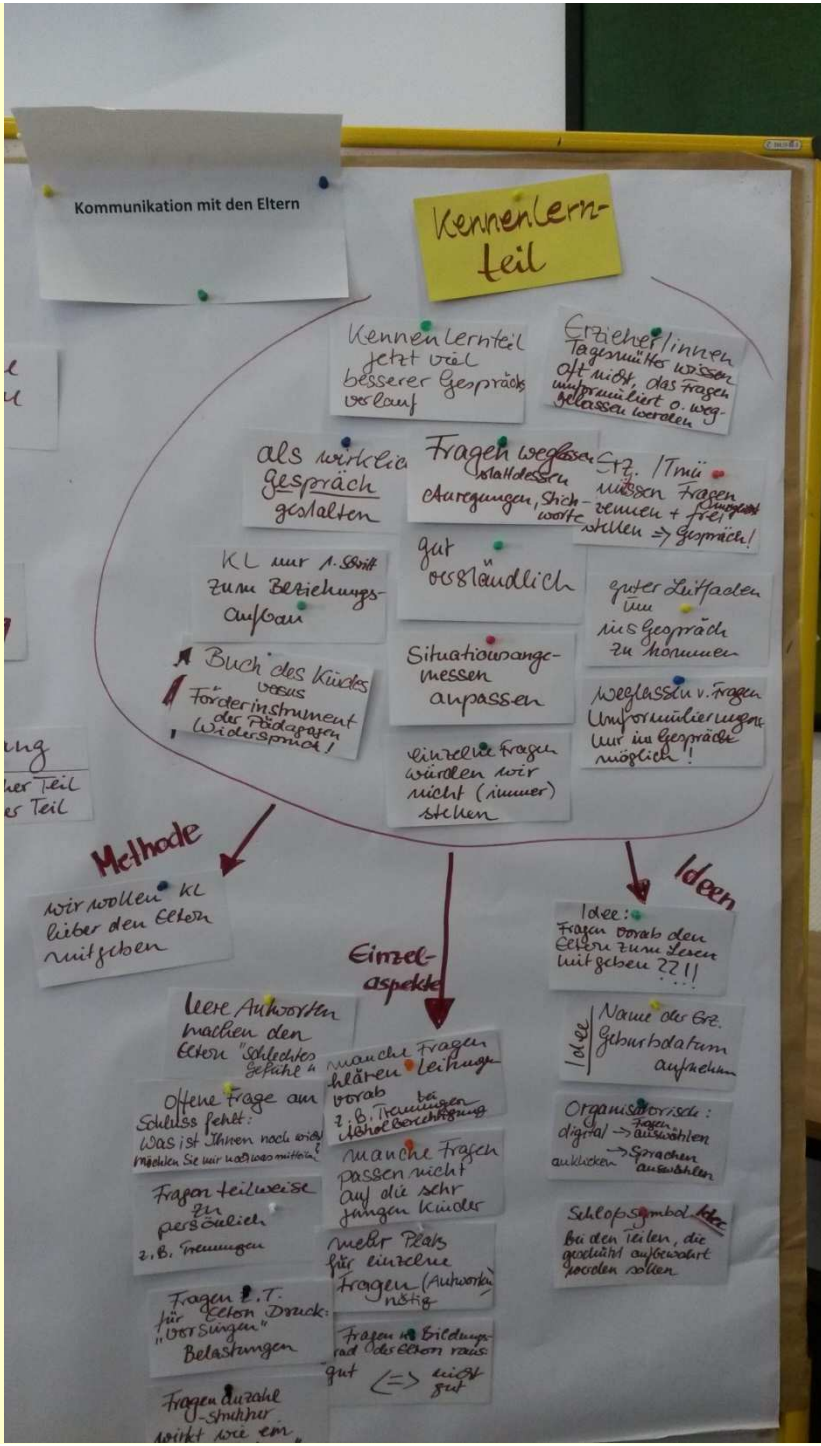 Kommunikation mit den Eltern
Kennenlern-
teil
Kennenlernteil
jetzt viel
besserer Gesprächs
verlauf
Erzieher/innen
Tagesmütter wissen
oft nicht, das Fragen
umformuliert o. weg-
gelassen werden
als wirklich
gespräch
gestalten
Fragen weglassen
stattdessen
Anregungen, Stich-
worte
Erz. /Tmü
müssen Fragen
kennen + frei
stellen => Gespräch!
KL nur 1. Schritt
zum Beziehungs-
aufbau
gut
verständlich
guter Leitfaden
um
ins Gespräch
zu kommen
Buch des Kindes
versus
Förderinstrument
der Pädagogen
Widerspruch!
Situationsange-
messen
anpassen
weglassen v. Fragen
Umformulierungen
nur im Gespräch
möglich!
einzelne Fragen
würden wir
nicht (immer)
stellen
ung
her Teil
er Teil
Methode
wir wollen KL
lieber den Eltern
mitgeben
Einzel-
aspekte
leere Antworten
machen den
Eltern "schlechtes
Gefühl"
offene Frage am
Schluss fehlt:
Was ist Ihnen noch
Möchten Sie mir noch was mitteilen?
Fragen teilweise
zu
persönlich
z. B. Trennungen
Fragen z.T.
für Eltern Druck:
"vorsingen"
Belastungen
Fragen anzahl
-struktur
wirkt wie ein
manche Fragen
klären Leitungen
vorab
z. B. Trennungen
bei
Abholberechtigung
manche Fragen
passen nicht
auf die sehr
jungen Kinder
mehr Platz
für einzelne
Fragen (Antworten)
nötig
Fragen Bildungs-
rad der Eltern raus
gut <=> nicht
gut
Ideen
Idee:
Fragen vorab den
Eltern zum Lesen
mitgeben ??!!
Idee
Name der Erz.
Geburtsdatum
aufnehmen
Organisatorisch:
digital -> Fragen
auswählen
anklicken -> Sprachen
auswählen
Schloßsymbol Idee
Bei den Teilen, die
geschützt aufbewahrt
werden sollen